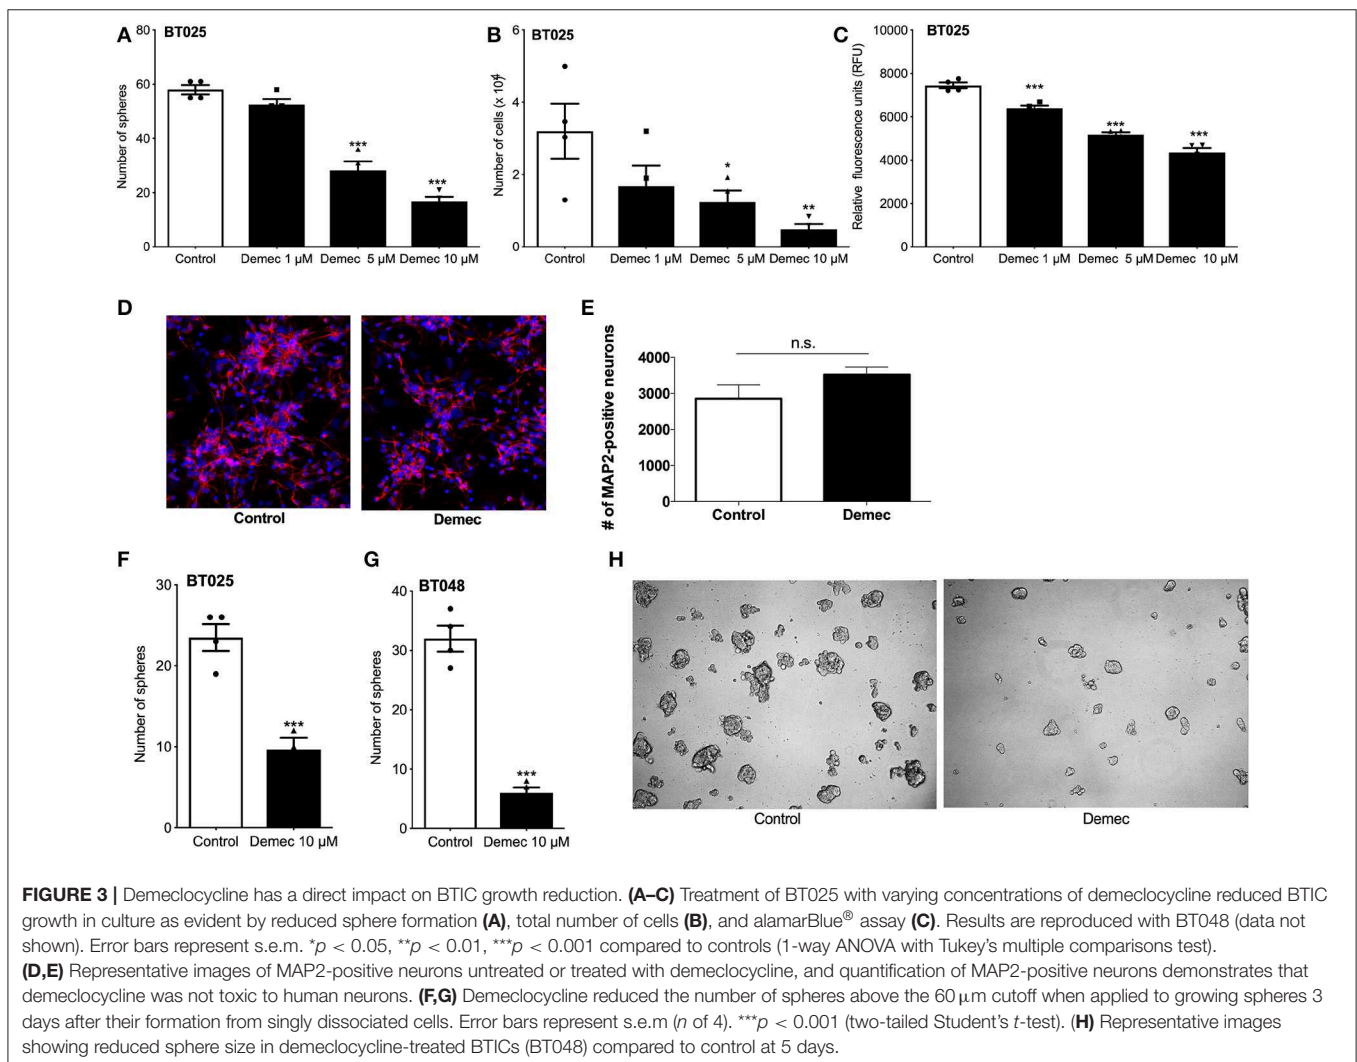 A
BT025
Number of spheres
80
60
40
20
0
***
***
Control
Demec 1 µM
Demec 5 µM
Demec 10 µM
B
BT025
Number of cells (x 10⁴)
6
4
2
0
*
**
Control
Demec 1 µM
Demec 5 µM
Demec 10 µM
C
BT025
Relative fluorescence units (RFU)
10000
8000
6000
4000
2000
0
***
***
***
Control
Demec 1 µM
Demec 5 µM
Demec 10 µM
D
Control
Demec
E
# of MAP2-positive neurons
4000
3000
2000
1000
0
n.s.
Control
Demec
F
BT025
Number of spheres
30
20
10
0
***
Control
Demec 10 µM
G
BT048
Number of spheres
40
30
20
10
0
***
Control
Demec 10 µM
H
Control
Demec
FIGURE 3 | Demeclocycline has a direct impact on BTIC growth reduction. (A–C) Treatment of BT025 with varying concentrations of demeclocycline reduced BTIC
growth in culture as evident by reduced sphere formation (A), total number of cells (B), and alamarBlue® assay (C). Results are reproduced with BT048 (data not
shown). Error bars represent s.e.m. *p < 0.05, **p < 0.01, ***p < 0.001 compared to controls (1-way ANOVA with Tukey's multiple comparisons test).
(D,E) Representative images of MAP2-positive neurons untreated or treated with demeclocycline, and quantification of MAP2-positive neurons demonstrates that
demeclocycline was not toxic to human neurons. (F,G) Demeclocycline reduced the number of spheres above the 60 µm cutoff when applied to growing spheres 3
days after their formation from singly dissociated cells. Error bars represent s.e.m (n of 4). ***p < 0.001 (two-tailed Student's t-test). (H) Representative images
showing reduced sphere size in demeclocycline-treated BTICs (BT048) compared to control at 5 days.